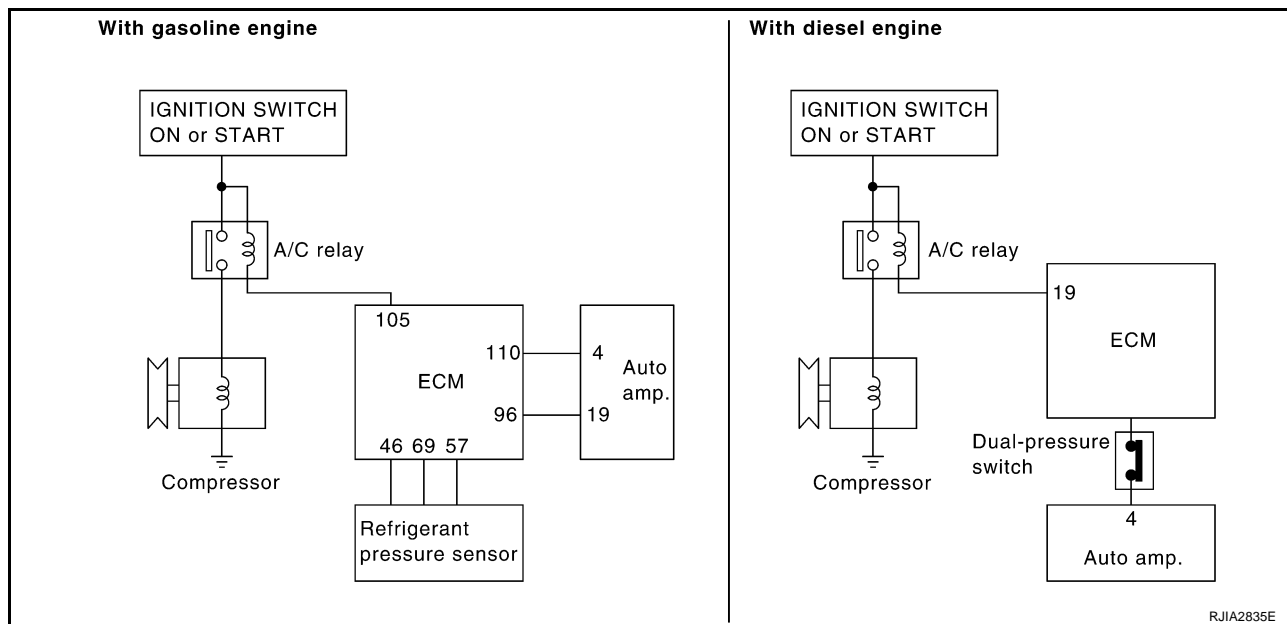 With gasoline engine
IGNITION SWITCH
ON or START
A/C relay
105
110
4
ECM
Auto
amp.
96
19
46 69 57
Compressor
Refrigerant
pressure sensor
With diesel engine
IGNITION SWITCH
ON or START
A/C relay
19
ECM
Dual-pressure
switch
Compressor
4
Auto amp.
RJIA2835E